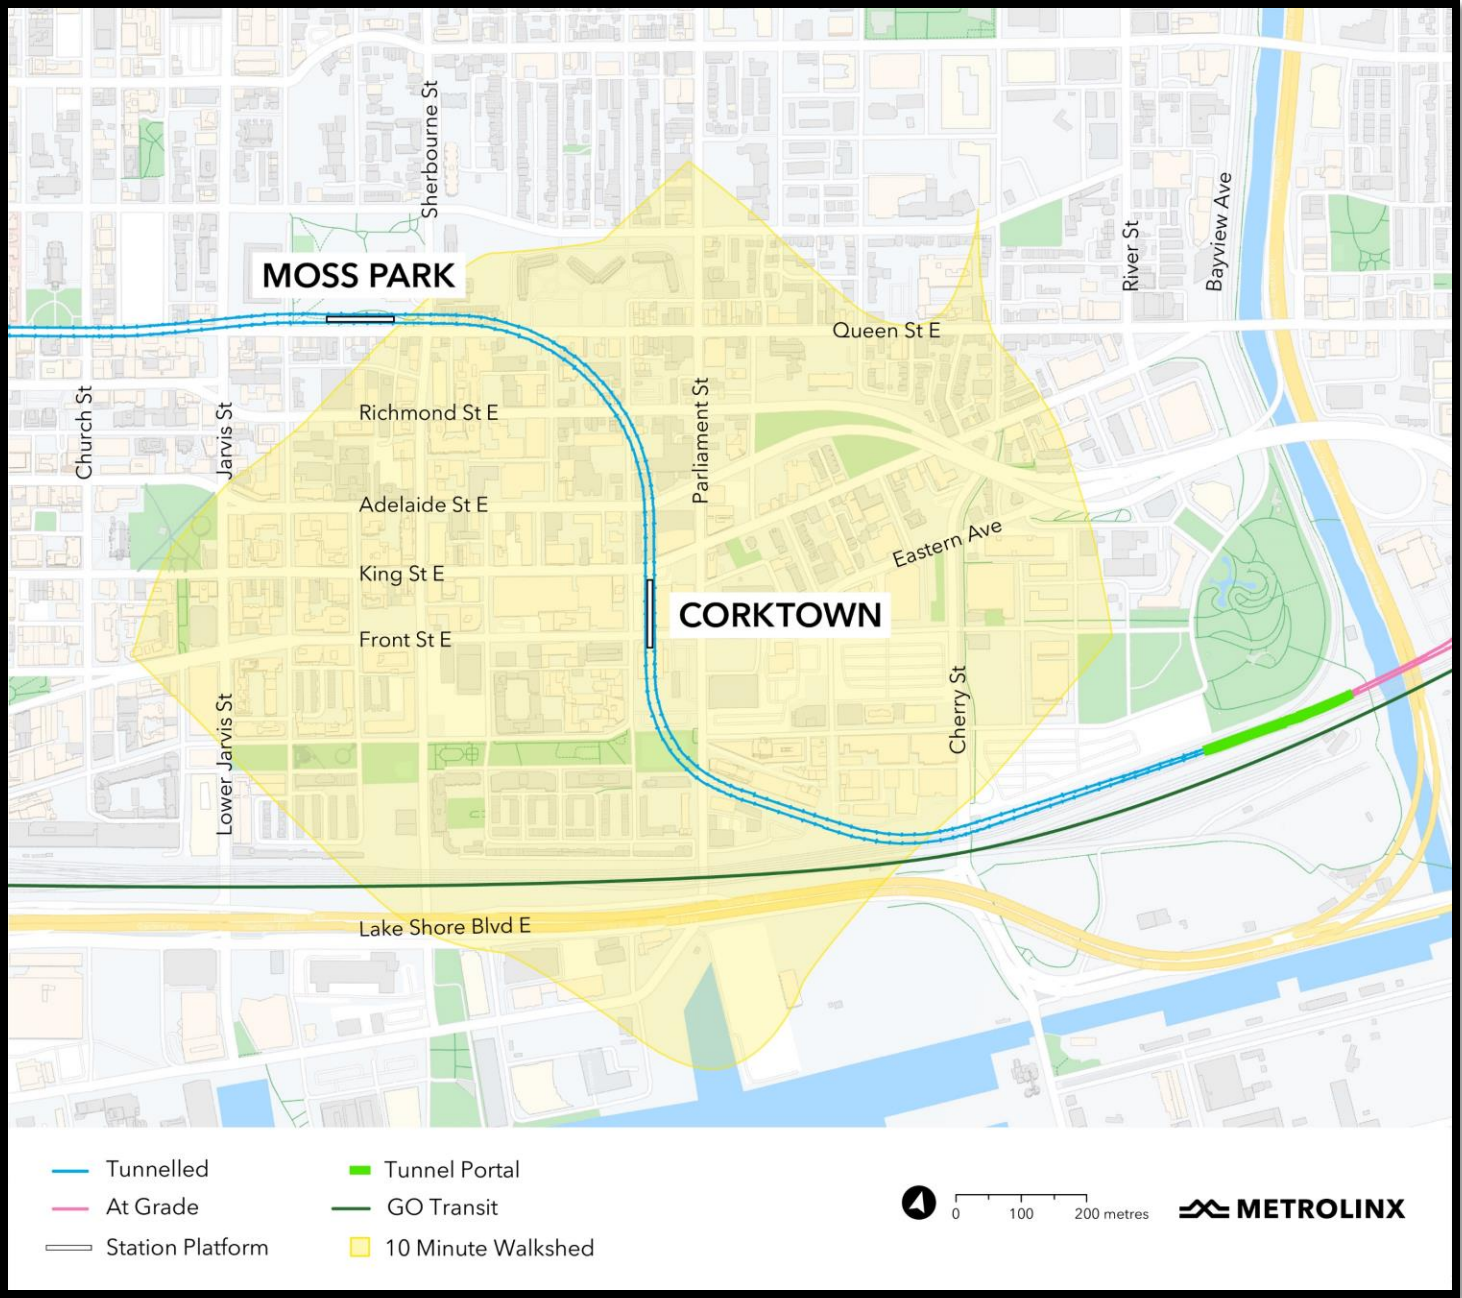 Sherbourne St
Bayview Ave
River St
MOSS PARK
Queen St E
Church St
Jarvis St
Richmond St E
Parliament St
Adelaide St E
Eastern Ave
King St E
CORKTOWN
Front St E
Cherry St
Lower Jarvis St
Lake Shore Blvd E
Tunnelled
Tunnel Portal
At Grade
GO Transit
Station Platform
10 Minute Walkshed
0 100 200 metres
METROLINX